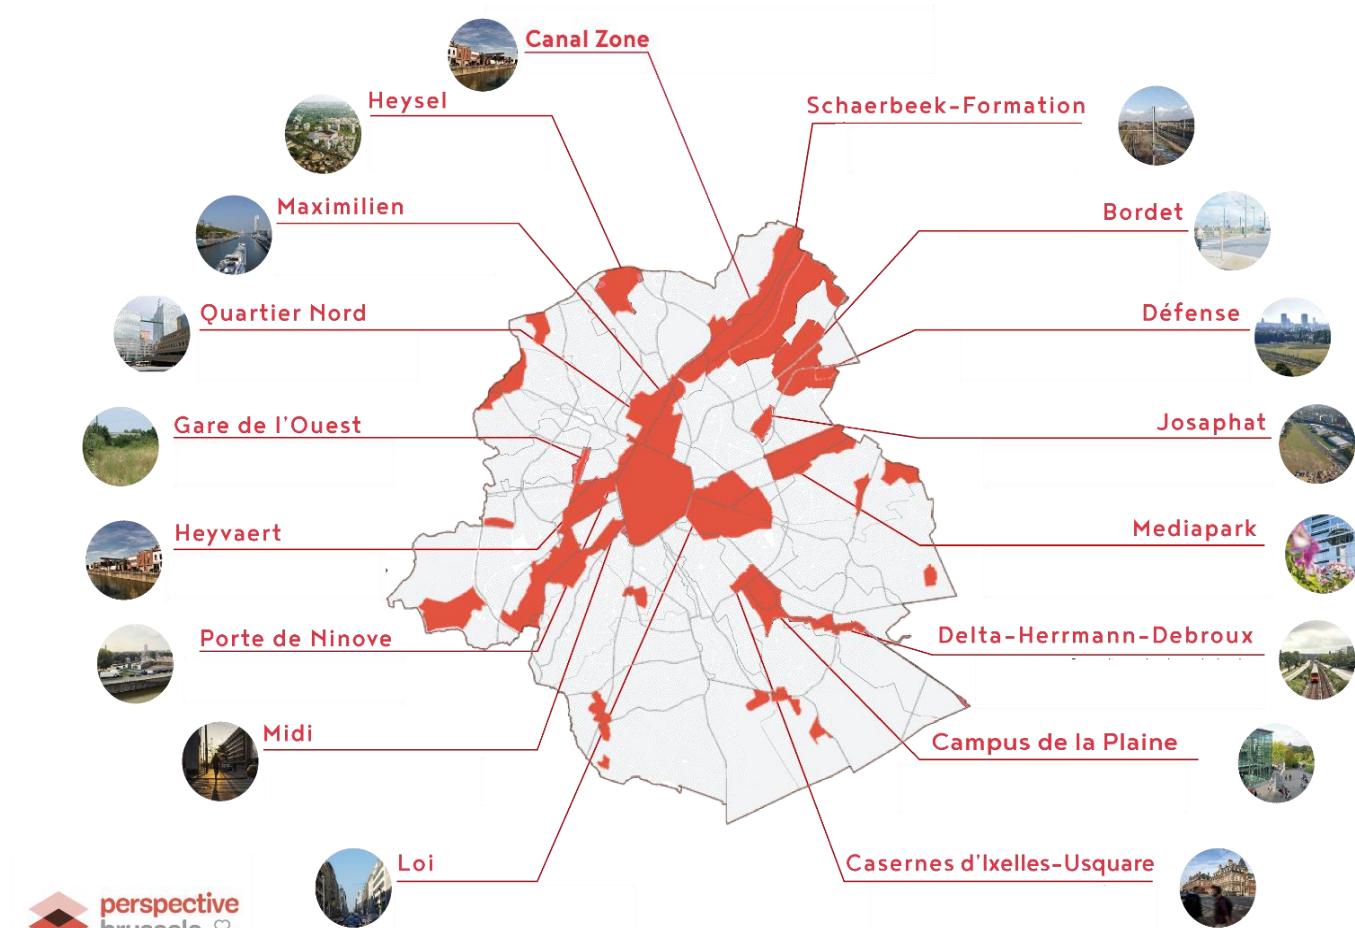 Canal Zone
Heysel
Schaerbeek-Formation
Maximilien
Bordet
Quartier Nord
Défense
Gare de l'Ouest
Josaphat
Heyvaert
Mediapark
Porte de Ninove
Delta-Herrmann-Debroux
Midi
Campus de la Plaine
Loi
Casernes d'Ixelles-Usquare
perspective
brussels